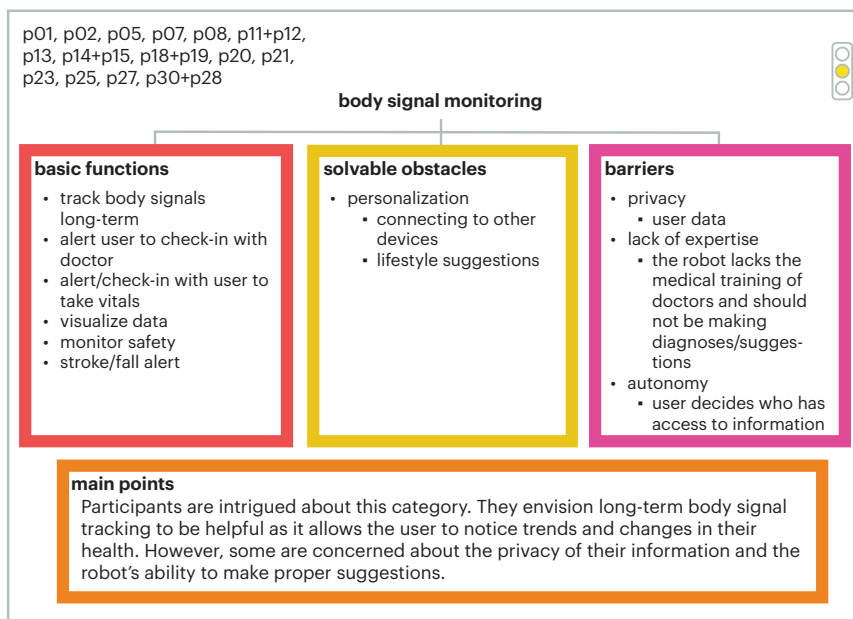 p01, p02, p05, p07, p08, p11+p12,
p13, p14+p15, p18+p19, p20, p21,
p23, p25, p27, p30+p28
body signal monitoring
basic functions
• track body signals
long-term
• alert user to check-in with
doctor
• alert/check-in with user to
take vitals
• visualize data
• monitor safety
• stroke/fall alert
solvable obstacles
• personalization
▪ connecting to other
devices
▪ lifestyle suggestions
barriers
• privacy
▪ user data
• lack of expertise
▪ the robot lacks the
medical training of
doctors and should
not be making
diagnoses/sugges-
tions
• autonomy
▪ user decides who has
access to information
main points
Participants are intrigued about this category. They envision long-term body signal
tracking to be helpful as it allows the user to notice trends and changes in their
health. However, some are concerned about the privacy of their information and the
robot’s ability to make proper suggestions.